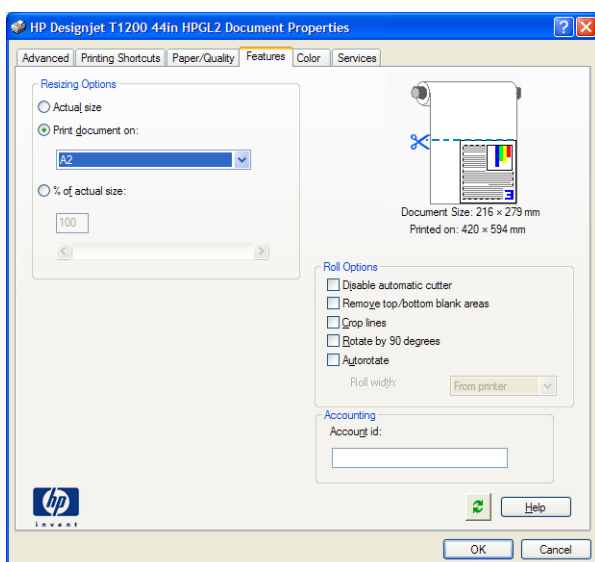 HP Designjet T1200 44in HPGL2 Document Properties
Advanced Printing Shortcuts Paper/Quality Features Color Services
Resizing Options
Actual size
Print document on:
A2
% of actual size:
100
Document Size: 216 × 279 mm
Printed on: 420 × 594 mm
Roll Options
Disable automatic cutter
Remove top/bottom blank areas
Crop lines
Rotate by 90 degrees
Autorotate
Roll width: From printer
Accounting
Account id:
hp
invent
Help
OK Cancel